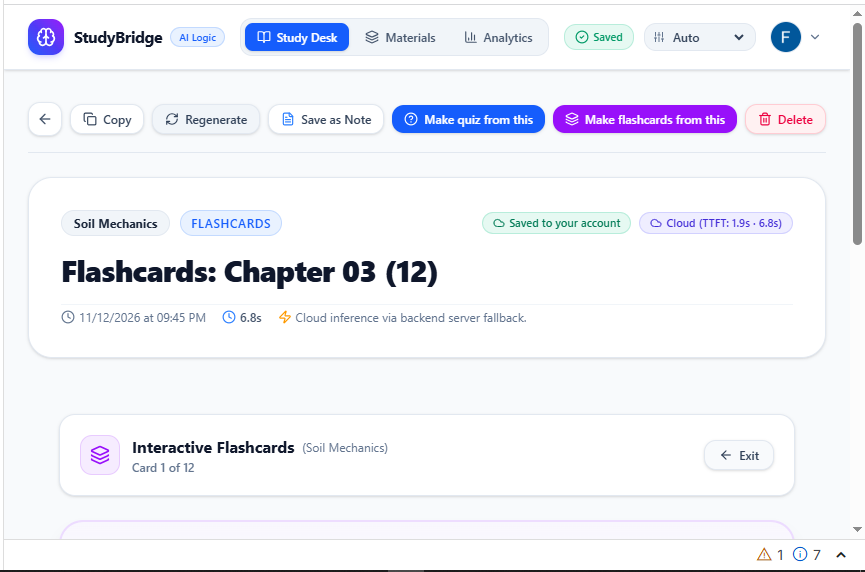 StudyBridge AI Logic Study Desk Materials Analytics Saved Auto F
Copy Regenerate Save as Note Make quiz from this Make flashcards from this Delete
Soil Mechanics FLASHCARDS Saved to your account Cloud (TTFT: 1.9s · 6.8s)
Flashcards: Chapter 03 (12)
11/12/2026 at 09:45 PM 6.8s Cloud inference via backend server fallback.
Interactive Flashcards (Soil Mechanics)
Card 1 of 12
Exit
1 7